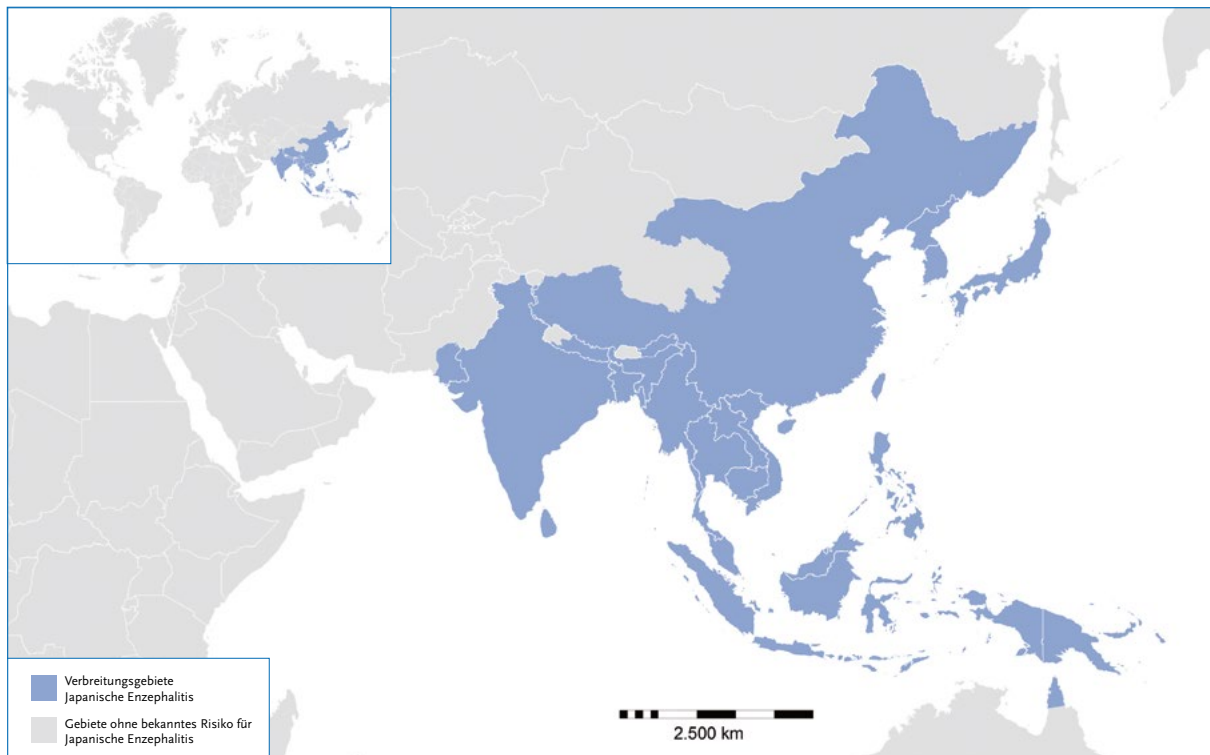 Verbreitungsgebiete
Japanische Enzephalitis
Gebiete ohne bekanntes Risiko für
Japanische Enzephalitis
2.500 km